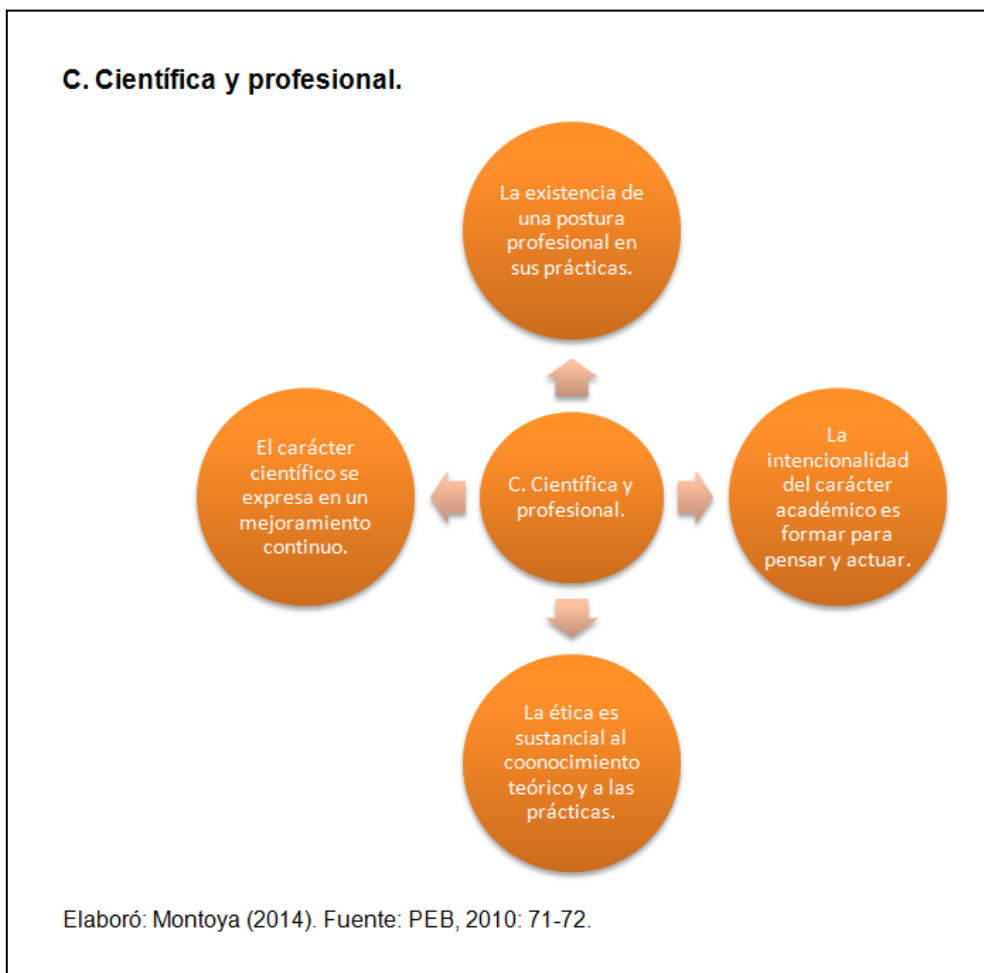 C. Científica y profesional.
La existencia de
una postura
profesional en
sus prácticas.
El carácter
científico se
expresa en un
mejoramiento
continuo.
C. Científica y
profesional.
La
intencionalidad
del carácter
académico es
formar para
pensar y actuar.
La ética es
sustancial al
coonocimiento
teórico y a las
prácticas.
Elaboró: Montoya (2014). Fuente: PEB, 2010: 71-72.